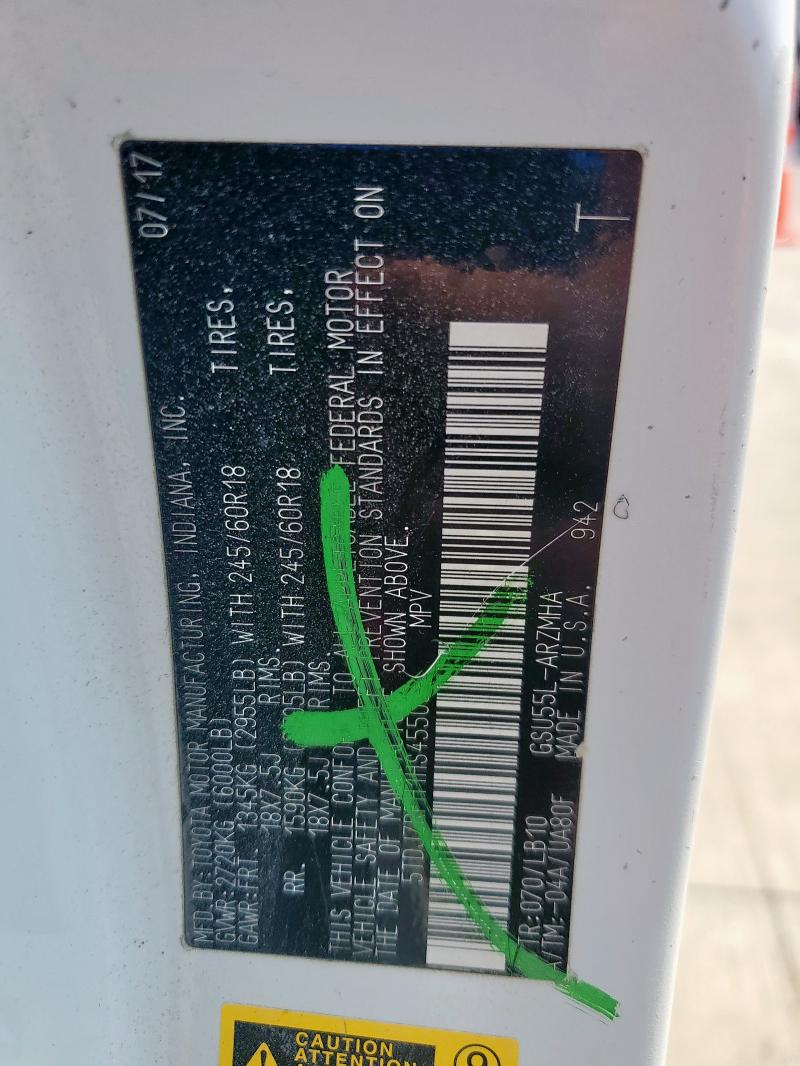 MFD.BY:TOYOTA MOTOR MANUFACTURING, INDIANA, INC. 07/17
GVWR:2720KG (6000LB)
GAWR:FRT. 1345KG (2955LB) WITH 245/60R18 TIRES,
18X7.5J RIMS.
RR. 1590KG WITH 245/60R18 TIRES,
18X7.5J RIMS.
THIS VEHICLE TO FEDERAL MOTOR
VEHICLE SAFETY AND PREVENTION STANDARDS IN EFFECT ON
THE DATE OF SHOWN ABOVE.
MPV
C/TR:070/LB10 GSU55L-ARZMHA
A/TM:-04A/UA80F MADE IN U.S.A. 942
T
CAUTION
ATTENTION